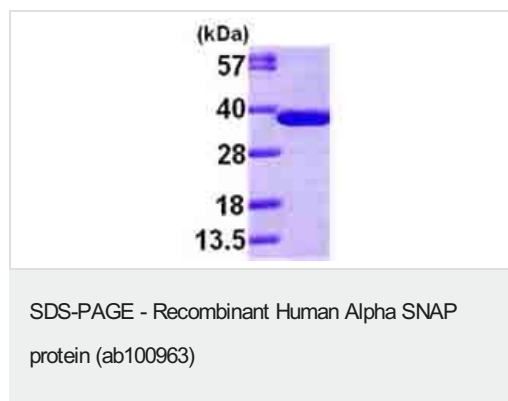 (kDa)
57
40
28
18
13.5
SDS-PAGE - Recombinant Human Alpha SNAP
protein (ab100963)